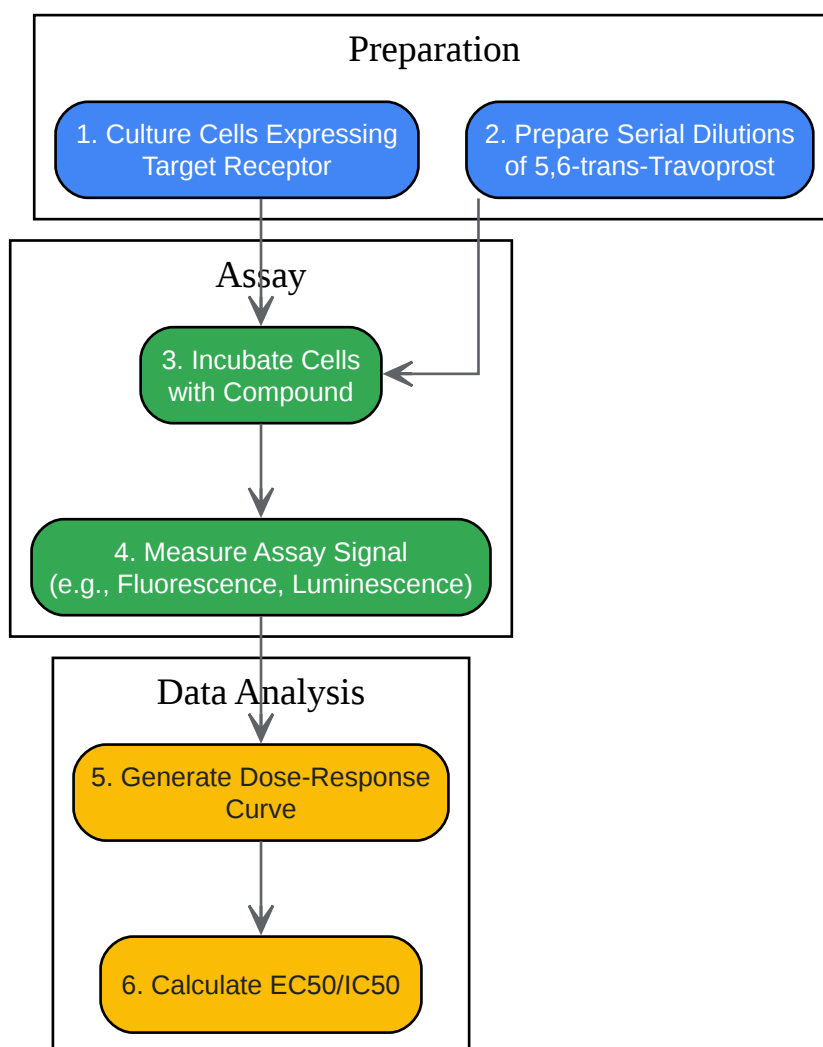 Preparation
1. Culture Cells Expressing
Target Receptor
2. Prepare Serial Dilutions
of 5,6-trans-Travoprost
Assay
3. Incubate Cells
with Compound
4. Measure Assay Signal
(e.g., Fluorescence, Luminescence)
Data Analysis
5. Generate Dose-Response
Curve
6. Calculate EC50/IC50